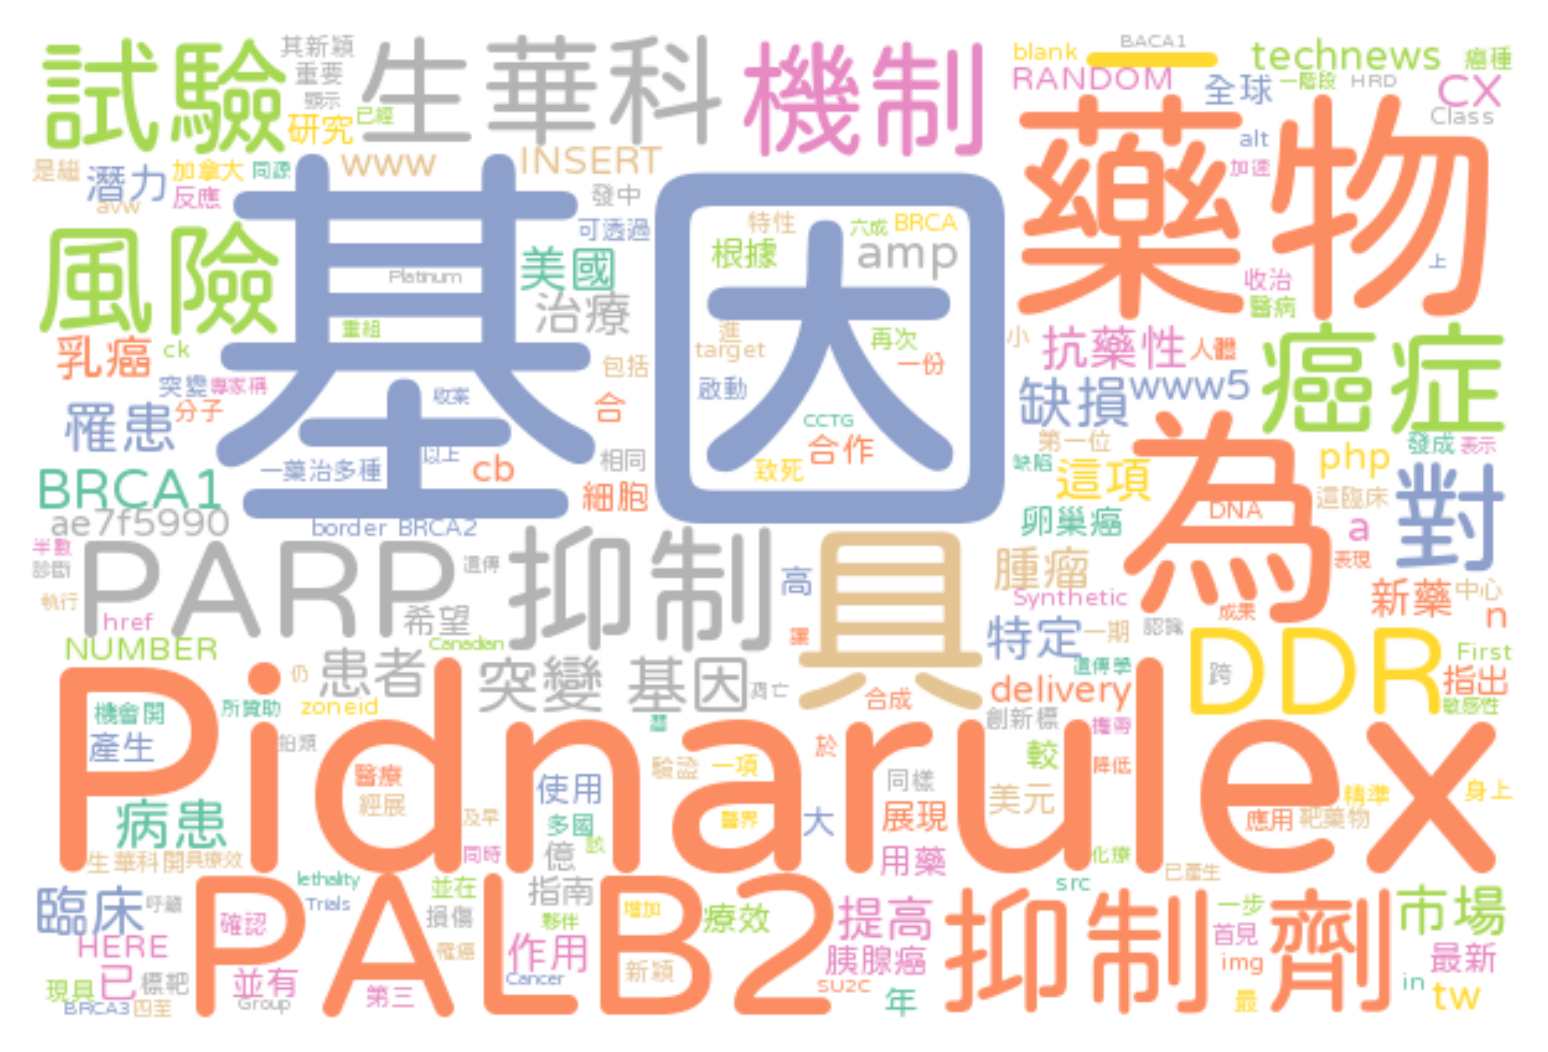 試驗
其新穎
重要
顯示
研究
已經
生華科
機制
blank
一
BACA1
RANDOM
technews
癌種
全球
一階段
HRD
CX
Class
alt
加速
是繼
潛力
加拿大
同源
反應
avw
www
INSERT
發中
可透過
風險
基因
Platinum
重組
美國
治療
特性
六成
BRCA
根據
amp
藥物
收治
醫病
上
乳癌
ck
突變
專家稱
分子
收案
包括
合
進
target
再次
一份
啟動
CCTG
合作
致死
小
抗藥性
人體
缺損
www5
癌症
罹患
一藥治多種
以上
cb
相同
細胞
第一位
缺陷
這項
為
php
發成
表示
這臨床
對
BRCA1
ae7f5990
border
BRCA2
卵巢癌
DNA
a
表現
半數
診斷
執行
href
PARP
遺傳
希望
抑制
高
讓
具
腫瘤
Synthetic
特定
一期
認識
成果
新藥
中心
n
NUMBER
Canadian
患者
仍
突變
基因
凋亡
合成
遺傳學
delivery
跨
DDR
First
指出
敏感性
機會開
所贊助
zoneid
潛
創新標
攜帶
產生
拍類
Pidnarulex
醫療
經展
及早
使用
多國
該
驗證
一項
醫界
於
大
同樣
展現
美元
較
降低
應用
靶藥物
精準
身上
病患
生華科開
具療效
同時
億
用藥
化療
已產生
臨床
呼籲
lethality
Trials
並在
指南
src
HERE
確認
PALB2
損傷
夥伴
增加
療效
提高
抑制劑
一步
首見
市場
現具
已
標靶
並有
第三
罹癌
作用
Cancer
新穎
胰腺癌
SU2C
img
最新
BRCA3
四至
Group
年
最
in
tw